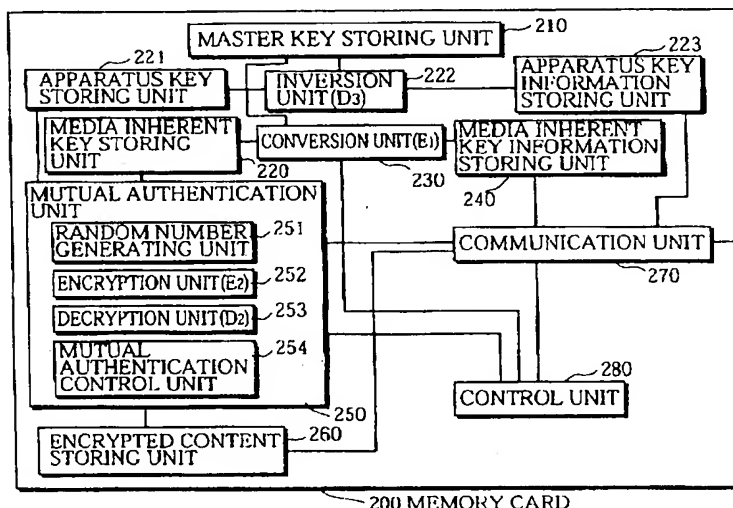 210
MASTER KEY STORING UNIT
221
APPARATUS KEY
STORING UNIT
INVERSION
UNIT(D3)
222
223
APPARATUS KEY
INFORMATION
STORING UNIT
MEDIA INHERENT
KEY STORING
UNIT
220
CONVERSION UNIT(E1)
230
MEDIA INHERENT
KEY INFORMATION
STORING UNIT
240
MUTUAL AUTHENTICATION
UNIT
RANDOM NUMBER
GENERATING UNIT
251
ENCRYPTION UNIT(E2)
252
DECRYPTION UNIT(D2)
253
MUTUAL
AUTHENTICATION
CONTROL UNIT
254
250
COMMUNICATION UNIT
270
280
CONTROL UNIT
ENCRYPTED CONTENT
STORING UNIT
260
200 MEMORY CARD